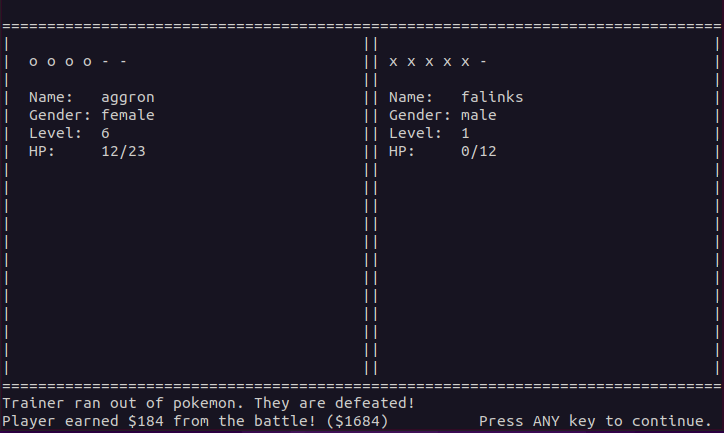 ================================================================================
|                                       ||                                     |
|  o o o o - -                          || x x x x x -                         |
|                                       ||                                     |
|  Name:   aggron                       || Name:   falinks                     |
|  Gender: female                       || Gender: male                        |
|  Level:  6                            || Level:  1                           |
|  HP:     12/23                        || HP:     0/12                        |
|                                       ||                                     |
|                                       ||                                     |
|                                       ||                                     |
|                                       ||                                     |
|                                       ||                                     |
|                                       ||                                     |
|                                       ||                                     |
|                                       ||                                     |
|                                       ||                                     |
|                                       ||                                     |
|                                       ||                                     |
|                                       ||                                     |
================================================================================
Trainer ran out of pokemon. They are defeated!
Player earned $184 from the battle! ($1684)          Press ANY key to continue.